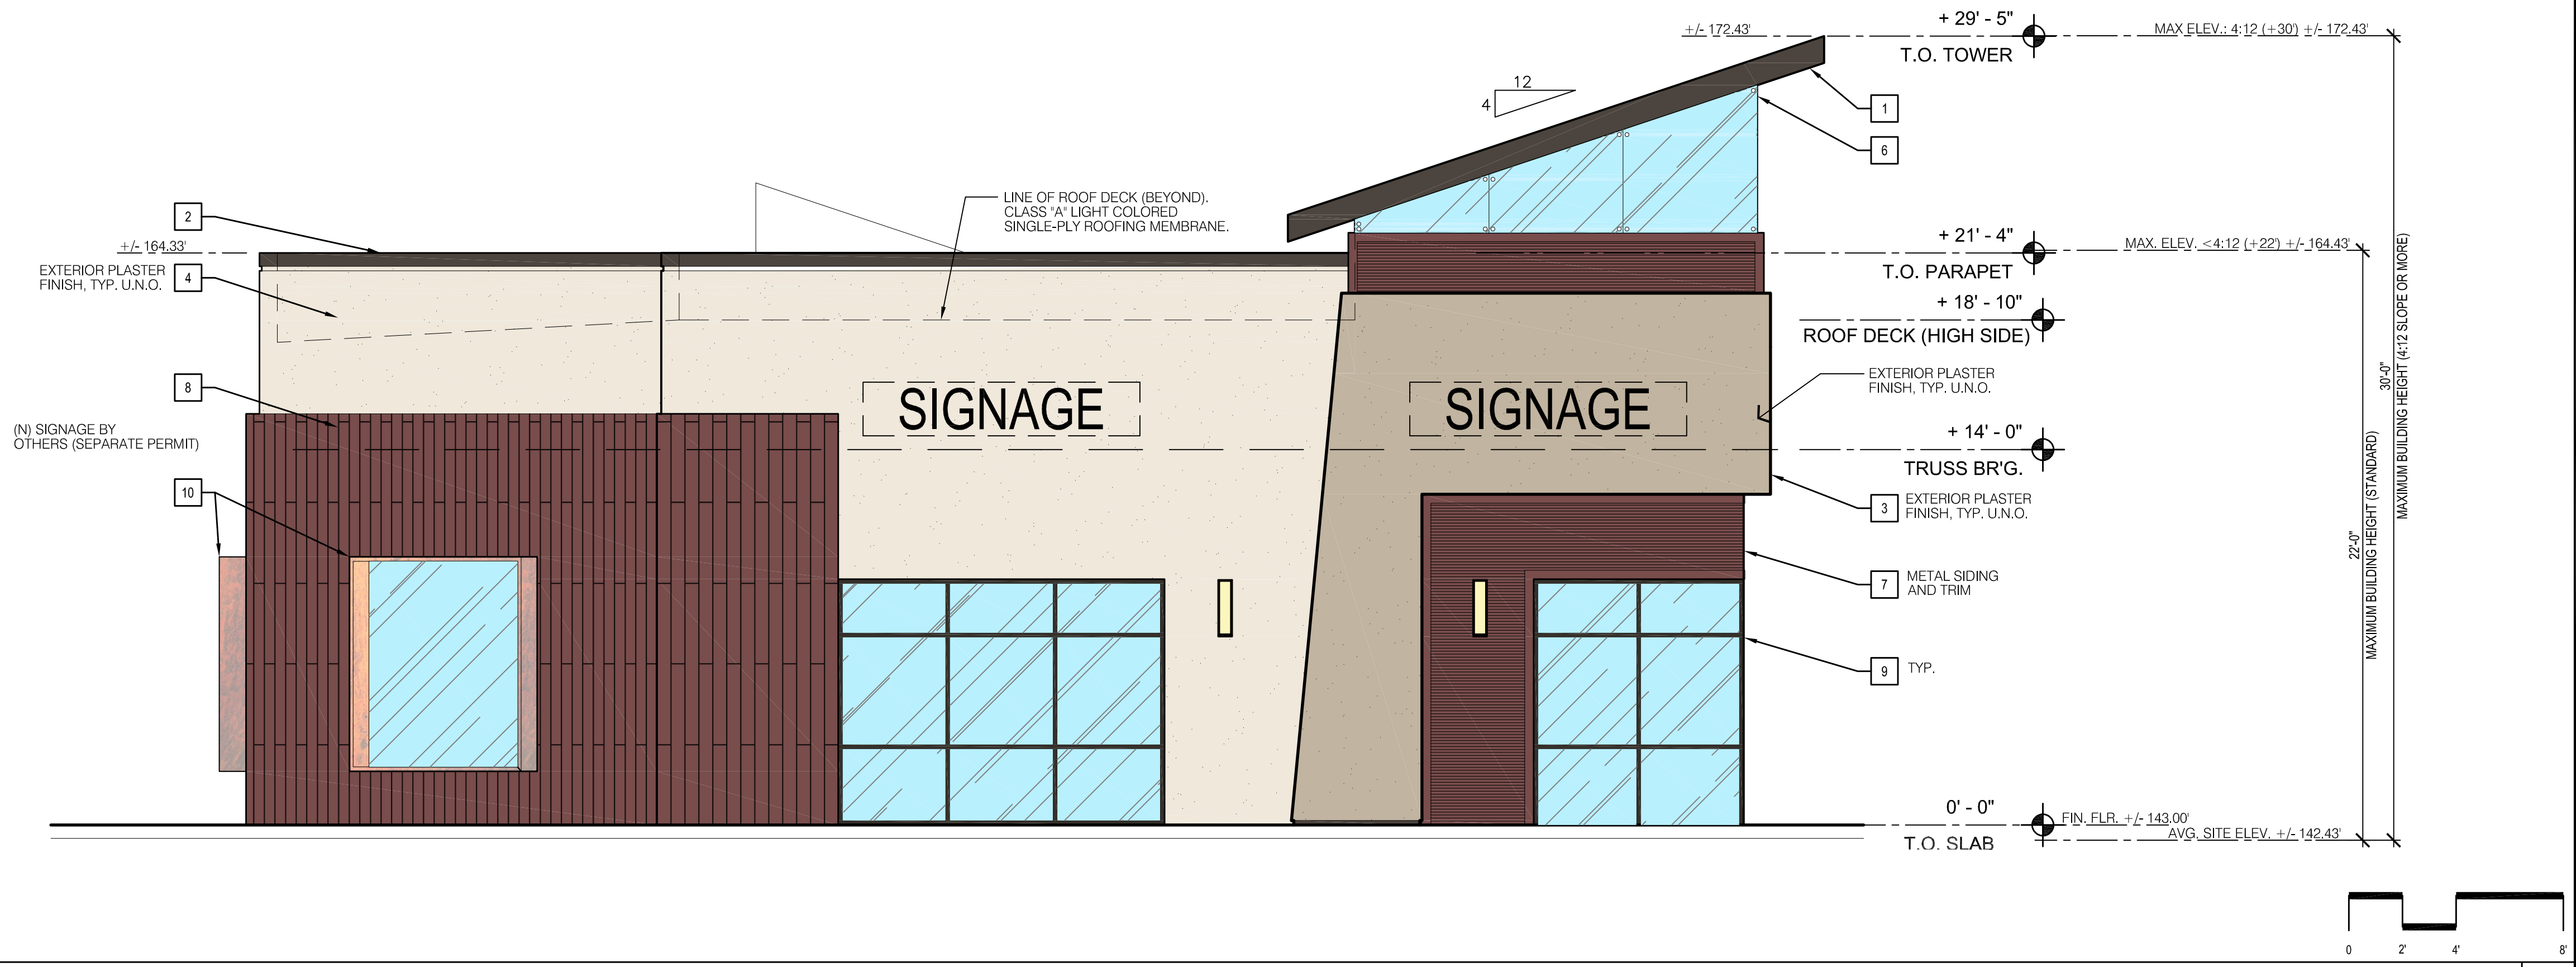 + 29' - 5"
T.O. TOWER
+/- 172.43'
MAX ELEV.: 4:12 (+30') +/- 172.43'
12
4
1
6
2
+/- 164.33'
EXTERIOR PLASTER
FINISH, TYP. U.N.O.
4
LINE OF ROOF DECK (BEYOND).
CLASS "A" LIGHT COLORED
SINGLE-PLY ROOFING MEMBRANE.
+ 21' - 4"
T.O. PARAPET
MAX. ELEV. <4:12 (+22') +/- 164.43'
+ 18' - 10"
ROOF DECK (HIGH SIDE)
8
(N) SIGNAGE BY
OTHERS (SEPARATE PERMIT)
SIGNAGE
SIGNAGE
EXTERIOR PLASTER
FINISH, TYP. U.N.O.
+ 14' - 0"
TRUSS BR'G.
10
3
EXTERIOR PLASTER
FINISH, TYP. U.N.O.
7
METAL SIDING
AND TRIM
9
TYP.
22'-0"
MAXIMUM BUILDING HEIGHT (STANDARD)
30'-0"
MAXIMUM BUILDING HEIGHT (4:12 SLOPE OR MORE)
0' - 0"
T.O. SLAB
FIN. FLR. +/- 143.00'
AVG. SITE ELEV. +/- 142.43'
0 2' 4' 8'